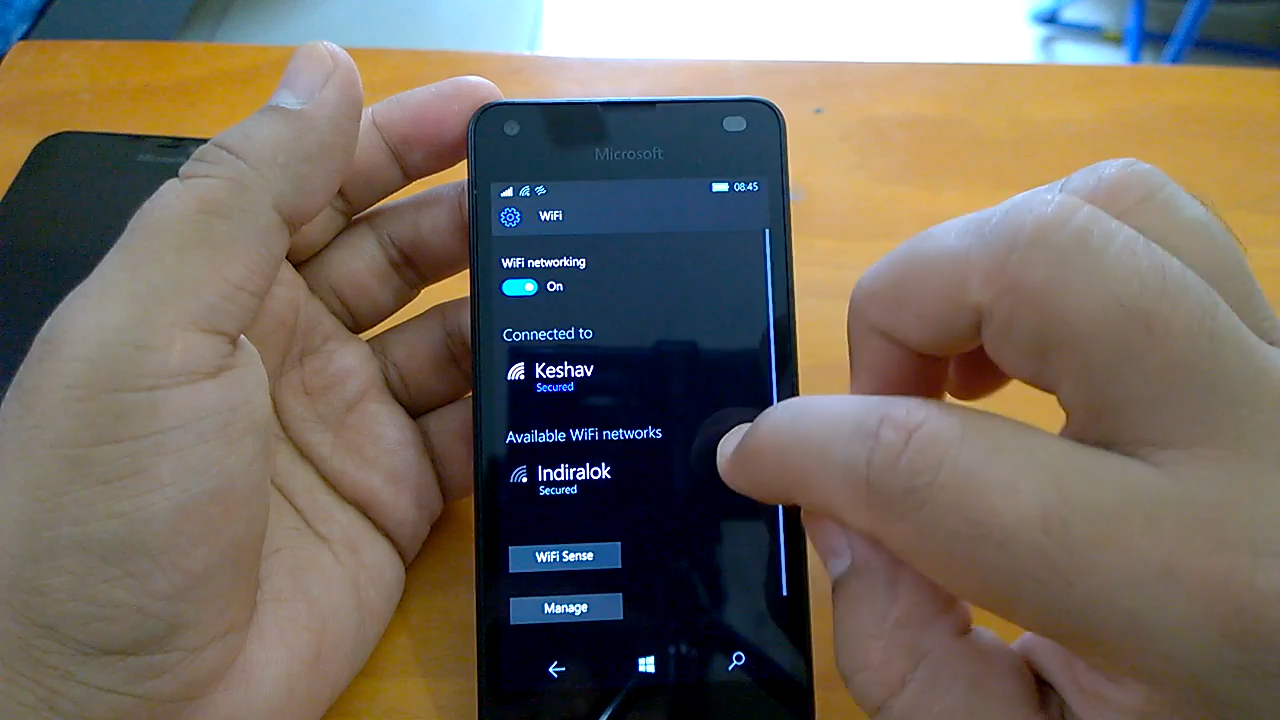 Microsoft
08:45
WiFi
WiFi networking
On
Connected to
Keshav
Secured
Available WiFi networks
Indiralok
Secured
WiFi Sense
Manage